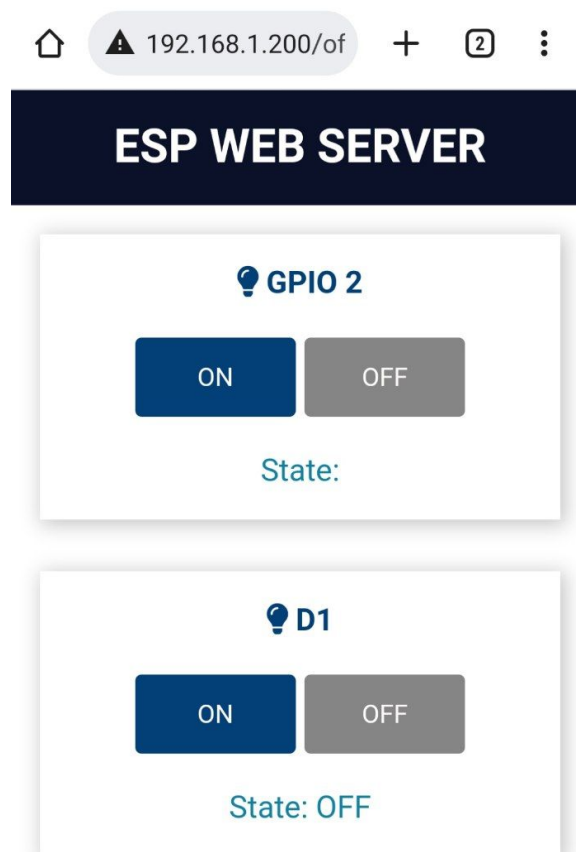 192.168.1.200/of
2
ESP WEB SERVER
GPIO 2
ON OFF
State:
D1
ON OFF
State: OFF